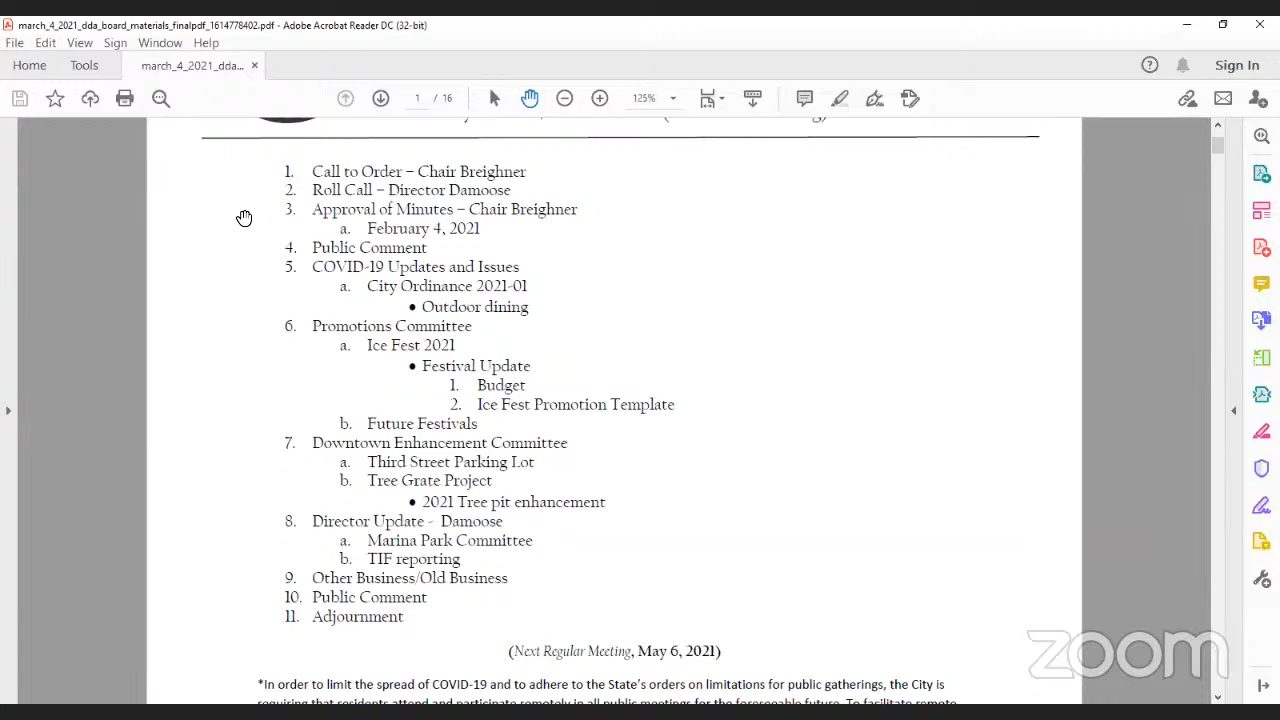 march_4_2021_dda_board_materials_finalpdf_1614778402.pdf - Adobe Acrobat Reader DC (32-bit)
File Edit View Sign Window Help
Home Tools march_4_2021_dda... × Sign In
1 / 16 125%
1. Call to Order – Chair Breighner
2. Roll Call – Director Damoose
3. Approval of Minutes – Chair Breighner
a. February 4, 2021
4. Public Comment
5. COVID-19 Updates and Issues
a. City Ordinance 2021-01
• Outdoor dining
6. Promotions Committee
a. Ice Fest 2021
• Festival Update
1. Budget
2. Ice Fest Promotion Template
b. Future Festivals
7. Downtown Enhancement Committee
a. Third Street Parking Lot
b. Tree Grate Project
• 2021 Tree pit enhancement
8. Director Update - Damoose
a. Marina Park Committee
b. TIF reporting
9. Other Business/Old Business
10. Public Comment
11. Adjournment
(Next Regular Meeting, May 6, 2021)
*In order to limit the spread of COVID-19 and to adhere to the State's orders on limitations for public gatherings, the City is
requiring that residents attend and participate remotely in all public meetings for the foreseeable future. To facilitate remote
zoom